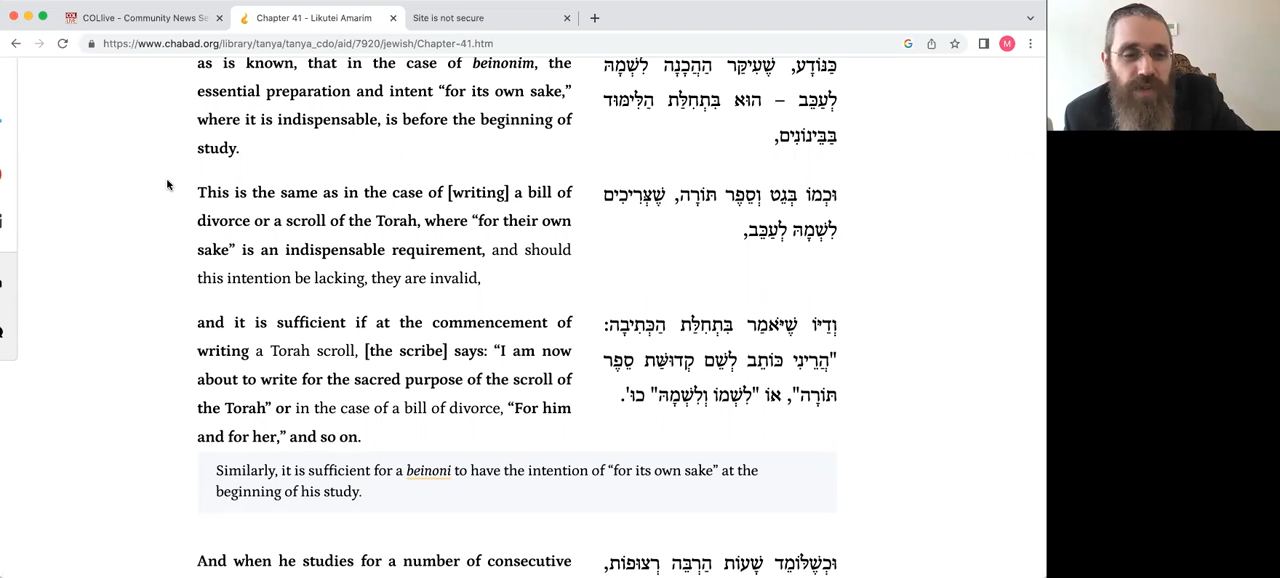 COLlive - Community News Se
Chapter 41 - Likutei Amarim
Site is not secure
https://www.chabad.org/library/tanya/tanya_cdo/aid/7920/jewish/Chapter-41.htm
M
as is known, that in the case of beinonim, the
essential preparation and intent “for its own sake,”
where it is indispensable, is before the beginning of
study.
כַּנּוֹדָע, שֶׁעִיקַּר הַהֲכָנָה לִשְׁמָהּ
לְעַכֵּב – הוּא בִּתְחִלַּת הַלִּימּוּד
בַּבֵּינוֹנִים,
This is the same as in the case of [writing] a bill of
divorce or a scroll of the Torah, where “for their own
sake” is an indispensable requirement, and should
this intention be lacking, they are invalid,
וּכְמוֹ בְּגֵט וְסֵפֶר תּוֹרָה, שֶׁצְּרִיכִים
לִשְׁמָהּ לְעַכֵּב,
and it is sufficient if at the commencement of
writing a Torah scroll, [the scribe] says: “I am now
about to write for the sacred purpose of the scroll of
the Torah” or in the case of a bill of divorce, “For him
and for her,” and so on.
וְדַיּוֹ שֶׁיֹּאמַר בִּתְחִלַּת הַכְּתִיבָה:
"הֲרֵינִי כּוֹתֵב לְשֵׁם קְדוּשַּׁת סֵפֶר
תּוֹרָה", אוֹ "לִשְׁמוֹ וְלִשְׁמָהּ" כוּ'.
Similarly, it is sufficient for a beinoni to have the intention of “for its own sake” at the
beginning of his study.
And when he studies for a number of consecutive
וּכְשֶׁלּוֹמֵד שָׁעוֹת הַרְבֵּה רְצוּפוֹת,